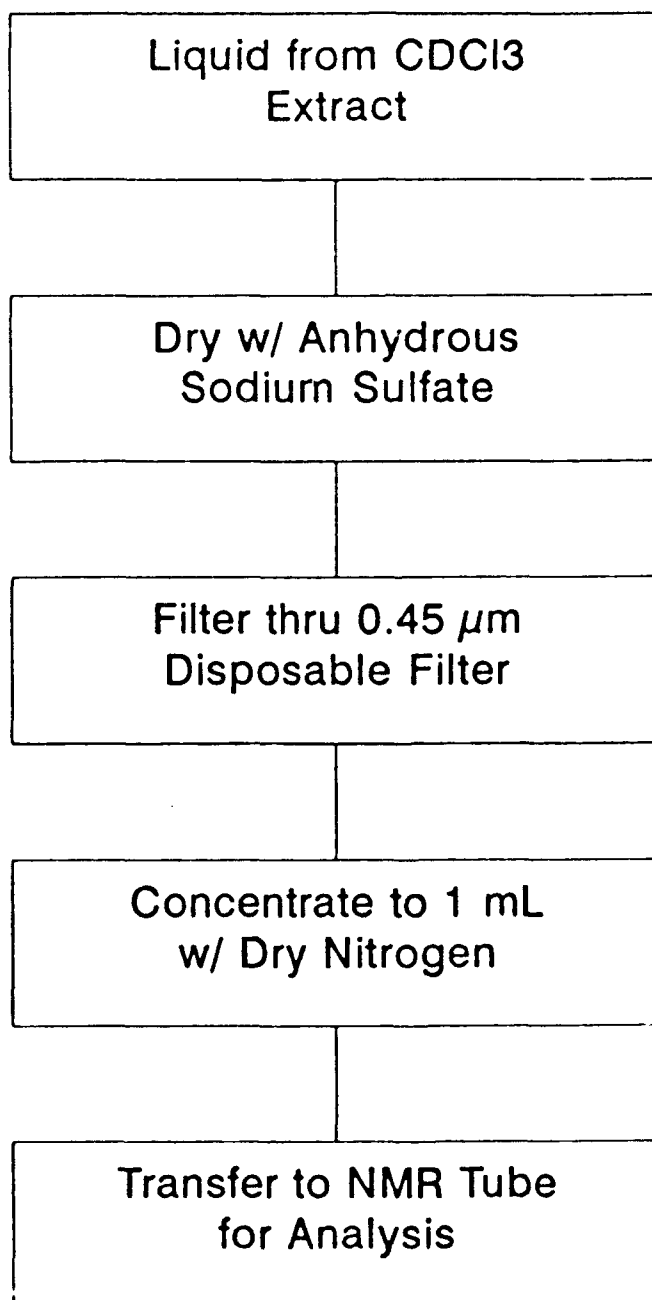 Liquid from CDCl3
Extract
Dry w/ Anhydrous
Sodium Sulfate
Filter thru 0.45 μm
Disposable Filter
Concentrate to 1 mL
w/ Dry Nitrogen
Transfer to NMR Tube
for Analysis